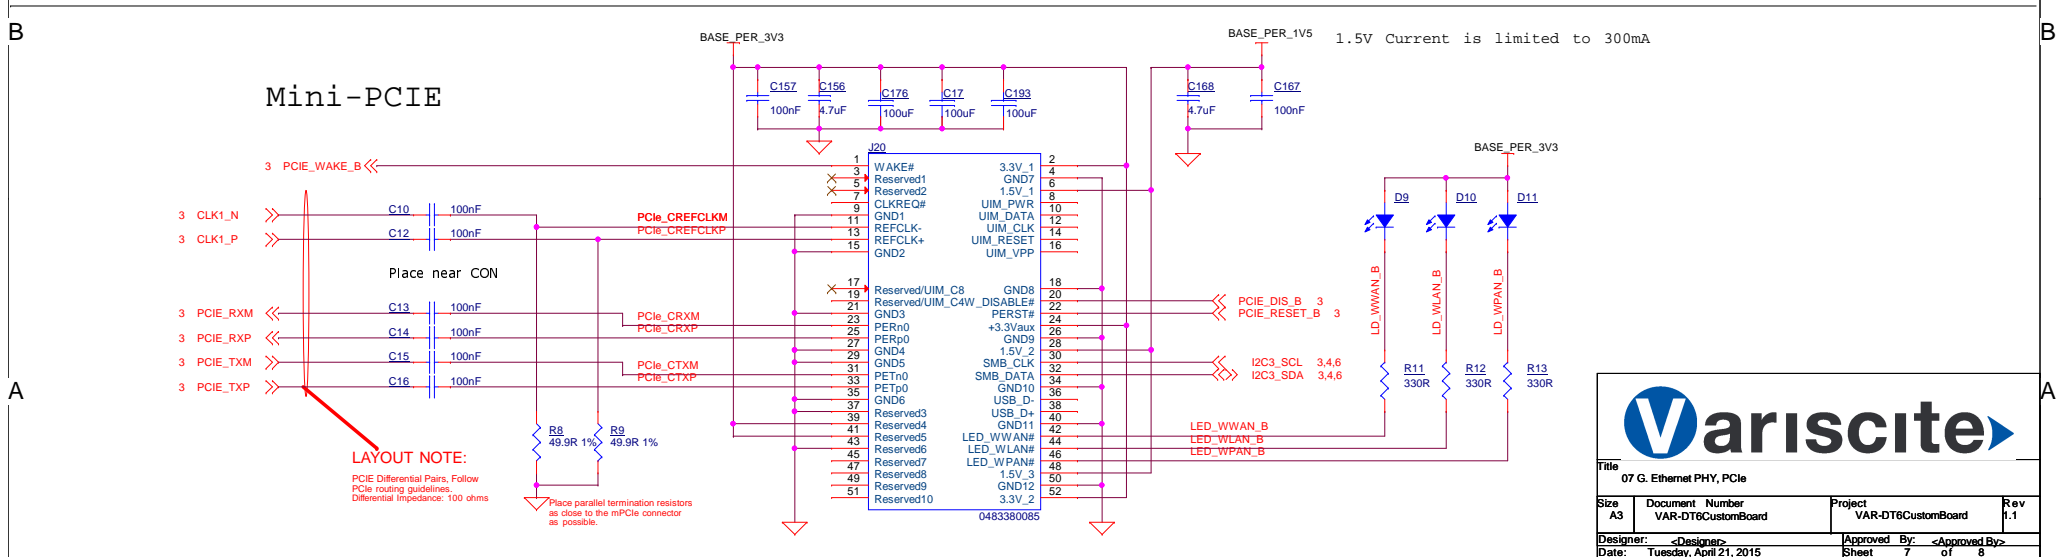 B
B
BASE_PER_3V3
BASE_PER_1V5
1.5V Current is limited to 300mA
Mini-PCIE
C157
100nF
C156
4.7uF
C176
100uF
C17
100uF
C193
100uF
C168
4.7uF
C167
100nF
J20
BASE_PER_3V3
3 PCIE_WAKE_B
1 WAKE# 3.3V_1 2
3 Reserved1 GND7 4
5 Reserved2 1.5V_1 6
7 CLKREQ# UIM_PWR 8
9 GND1 UIM_DATA 10
11 REFCLK- UIM_CLK 12
13 REFCLK+ UIM_RESET 14
15 GND2 UIM_VPP 16
17 Reserved/UIM_C8 GND8 18
19 Reserved/UIM_C4W_DISABLE# 20
21 GND3 PERST# 22
23 PERn0 +3.3Vaux 24
25 PERp0 GND9 26
27 GND4 1.5V_2 28
29 GND5 SMB_CLK 30
31 PETn0 SMB_DATA 32
33 PETp0 GND10 34
35 GND6 USB_D- 36
37 Reserved3 USB_D+ 38
39 Reserved4 GND11 40
41 Reserved5 LED_WWAN# 42
43 Reserved6 LED_WLAN# 44
45 Reserved7 LED_WPAN# 46
47 Reserved8 1.5V_3 48
49 Reserved9 GND12 50
51 Reserved10 3.3V_2 52
0483380085
3 CLK1_N
C10 100nF
PCIe_CREFCLKM
3 CLK1_P
C12 100nF
PCIe_CREFCLKP
Place near CON
3 PCIE_RXM
C13 100nF
PCIe_CRXM
3 PCIE_RXP
C14 100nF
PCIe_CRXP
3 PCIE_TXM
C15 100nF
PCIe_CTXM
3 PCIE_TXP
C16 100nF
PCIe_CTXP
R8
49.9R 1%
R9
49.9R 1%
LAYOUT NOTE:
PCIE Differential Pairs, Follow
PCIe routing guidelines.
Differential Impedance: 100 ohms
Place parallel termination resistors
as close to the mPCIe connector
as possible.
PCIE_DIS_B 3
PCIE_RESET_B 3
I2C3_SCL 3,4,6
I2C3_SDA 3,4,6
LED_WWAN_B
LED_WLAN_B
LED_WPAN_B
D9
D10
D11
LD_WWAN_B
LD_WLAN_B
LD_WPAN_B
R11
330R
R12
330R
R13
330R
A
A
Variscite
Title
07 G. Ethernet PHY, PCIe
Size
A3
Document Number
VAR-DT6CustomBoard
Project
VAR-DT6CustomBoard
Rev
1.1
Designer: <Designer>
Approved By: <Approved By>
Date: Tuesday, April 21, 2015
Sheet 7 of 8